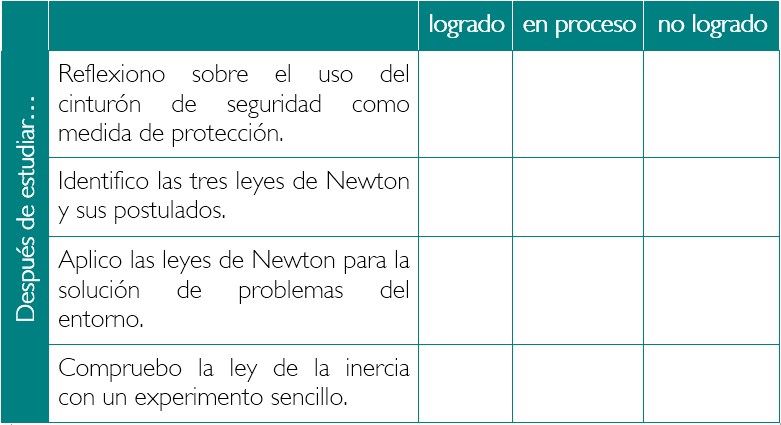 logrado en proceso no logrado
Después de estudiar...
Reflexiono sobre el uso del
cinturón de seguridad como
medida de protección.
Identifico las tres leyes de Newton
y sus postulados.
Aplico las leyes de Newton para la
solución de problemas del
entorno.
Compruebo la ley de la inercia
con un experimento sencillo.